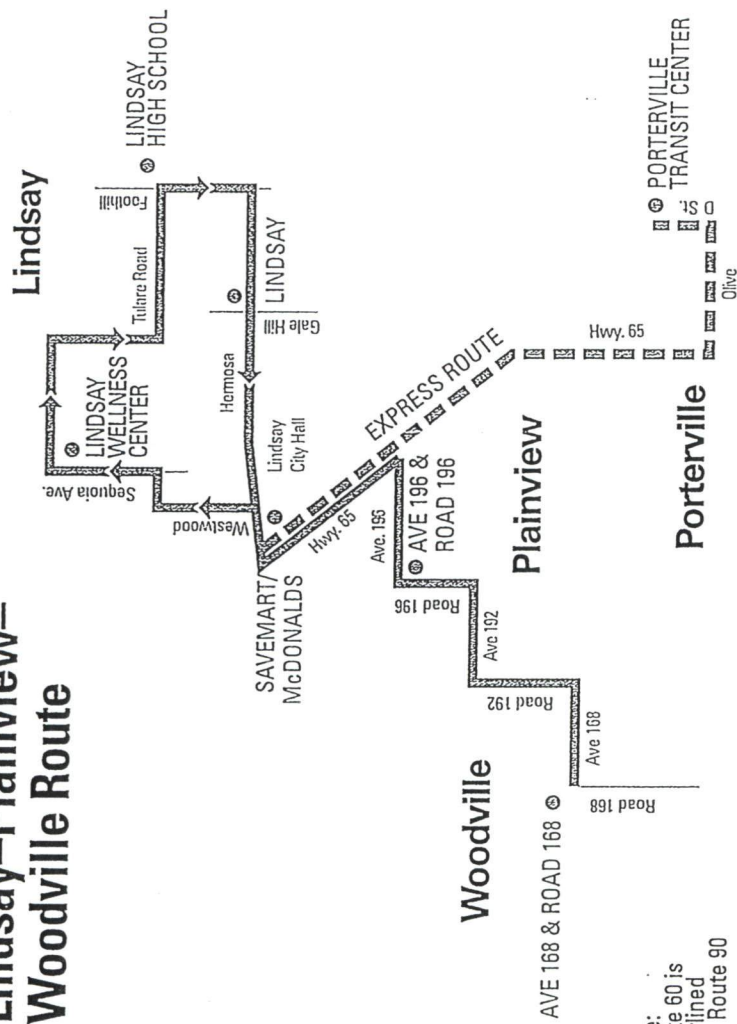 Woodville Route
Lindsay
LINDSAY
HIGH SCHOOL
Foothill
Tulare Road
LINDSAY
WELLNESS
CENTER
Sequoia Ave.
Westwood
Hermosa
Gale Hill
LINDSAY
Lindsay
City Hall
SAVEMART/
McDONALDS
Hwy. 65
EXPRESS ROUTE
Ave. 196
AVE 196 &
ROAD 196
Road 196
Ave 192
Road 192
Plainview
Hwy. 65
PORTERVILLE
TRANSIT CENTER
D St.
Olive
Porterville
Woodville
Ave 168
AVE 168 & ROAD 168
Road 168
60 is
lined
Route 90